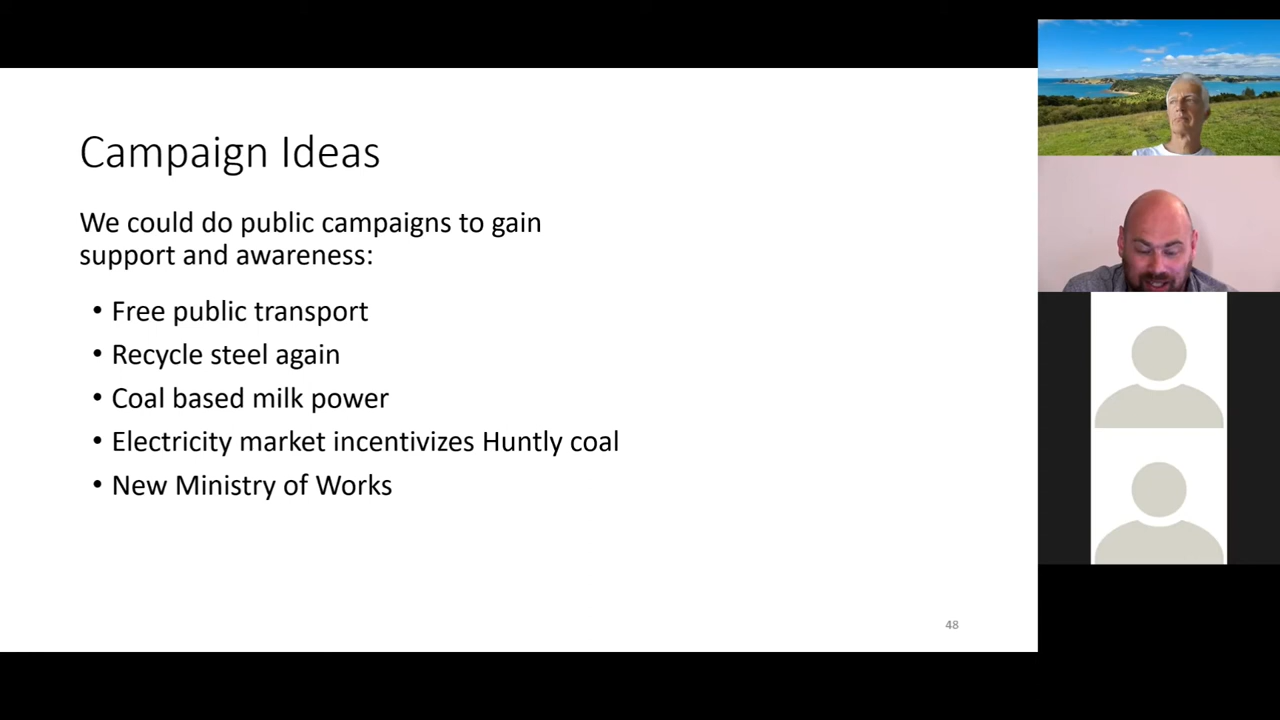 Campaign Ideas
We could do public campaigns to gain
support and awareness:
• Free public transport
• Recycle steel again
• Coal based milk power
• Electricity market incentivizes Huntly coal
• New Ministry of Works
48